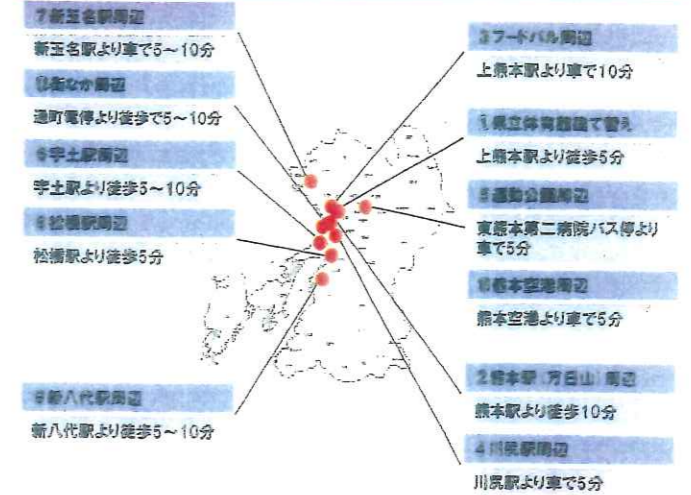 7 新玉名駅周辺
新玉名駅より車で5～10分
街なか周辺
通町電停より徒歩で5～10分
6 宇土駅周辺
宇土駅より徒歩5～10分
松橋駅周辺
松橋駅より徒歩5分
新八代駅周辺
新八代駅より徒歩5～10分
3 フードパル周辺
上熊本駅より車で10分
1 県立体育館建て替え
上熊本駅より徒歩5分
5 運動公園周辺
東熊本第二病院バス停より
車で5分
熊本空港周辺
熊本空港より車で5分
2 熊本駅(万日山)周辺
熊本駅より徒歩10分
4 川尻駅周辺
川尻駅より車で5分